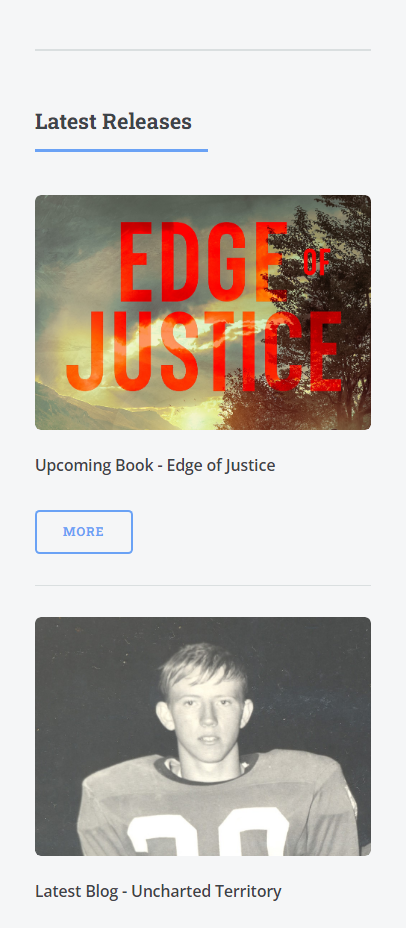 Latest Releases
EDGE OF
JUSTICE
Upcoming Book - Edge of Justice
MORE
Latest Blog - Uncharted Territory